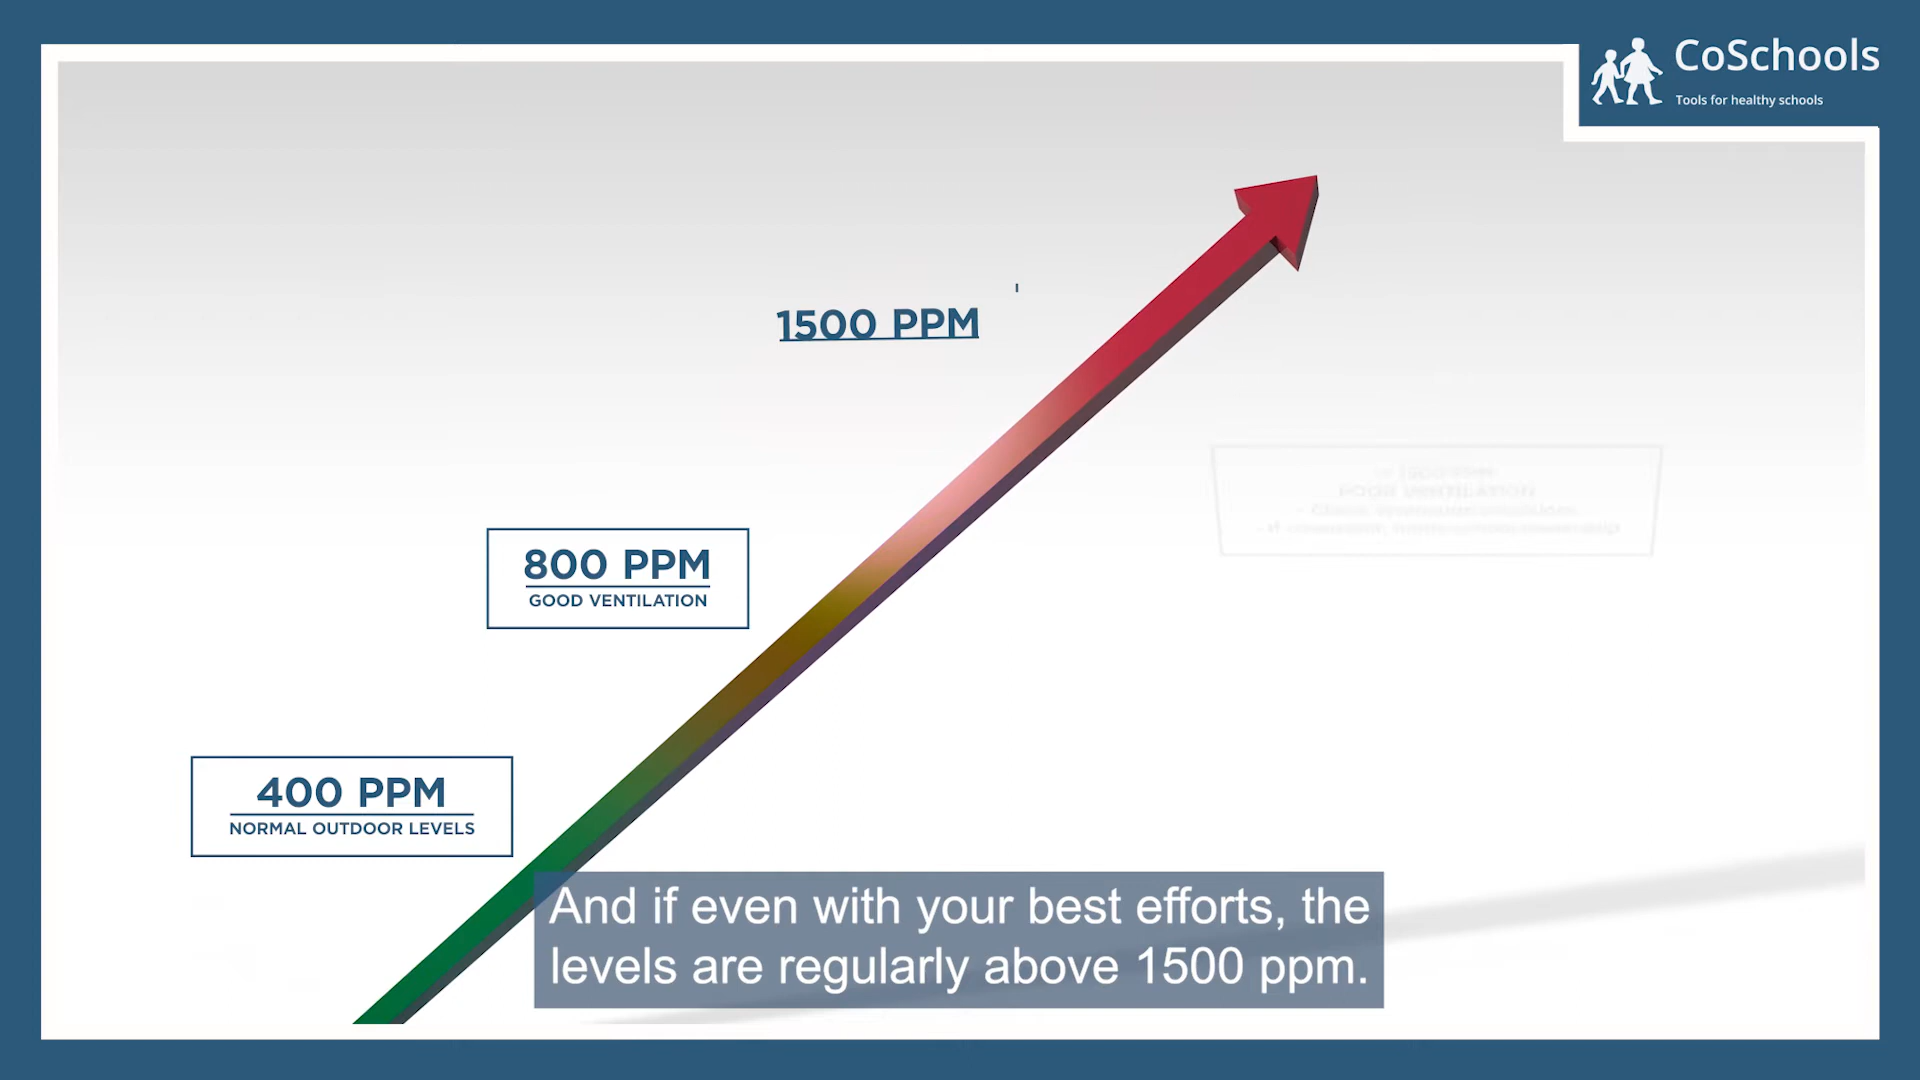 CoSchools
Tools for healthy schools
1500 PPM
800 PPM
GOOD VENTILATION
400 PPM
NORMAL OUTDOOR LEVELS
And if even with your best efforts, the
levels are regularly above 1500 ppm.